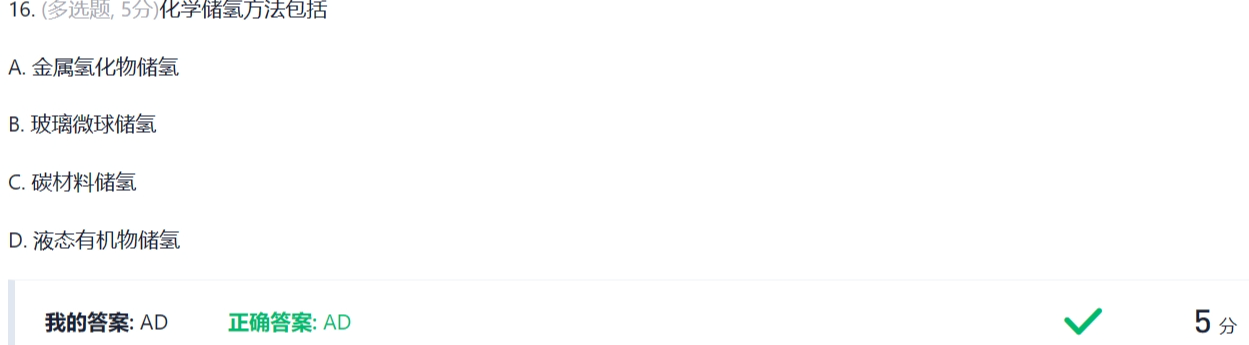 16. (多选题, 5分)化学储氢方法包括
A. 金属氢化物储氢
B. 玻璃微球储氢
C. 碳材料储氢
D. 液态有机物储氢
我的答案: AD 正确答案: AD 5 分